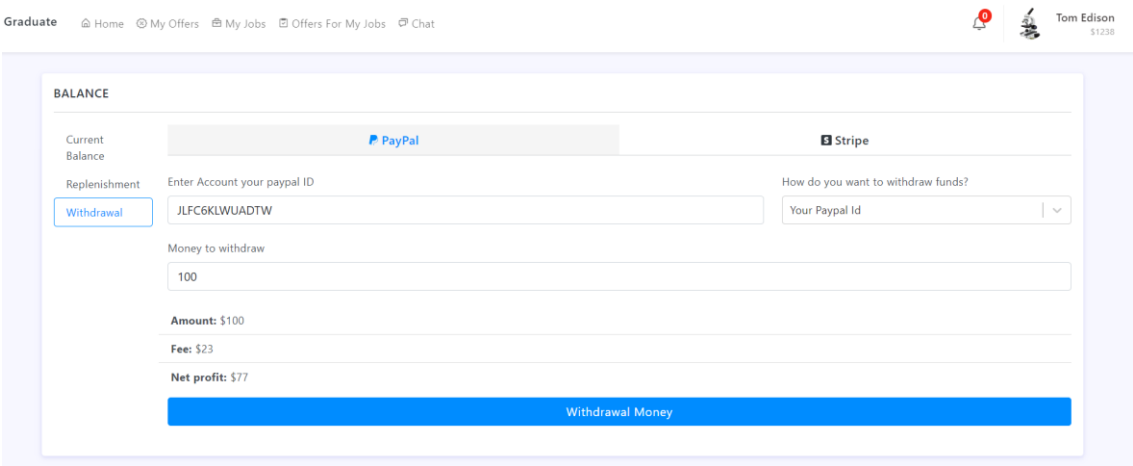 Graduate Home My Offers My Jobs Offers For My Jobs Chat 0 Tom Edison
$1238
BALANCE
Current
Balance
PayPal Stripe
Replenishment
Withdrawal
Enter Account your paypal ID How do you want to withdraw funds?
JLFC6KLWUADTW Your Paypal Id
Money to withdraw
100
Amount: $100
Fee: $23
Net profit: $77
Withdrawal Money